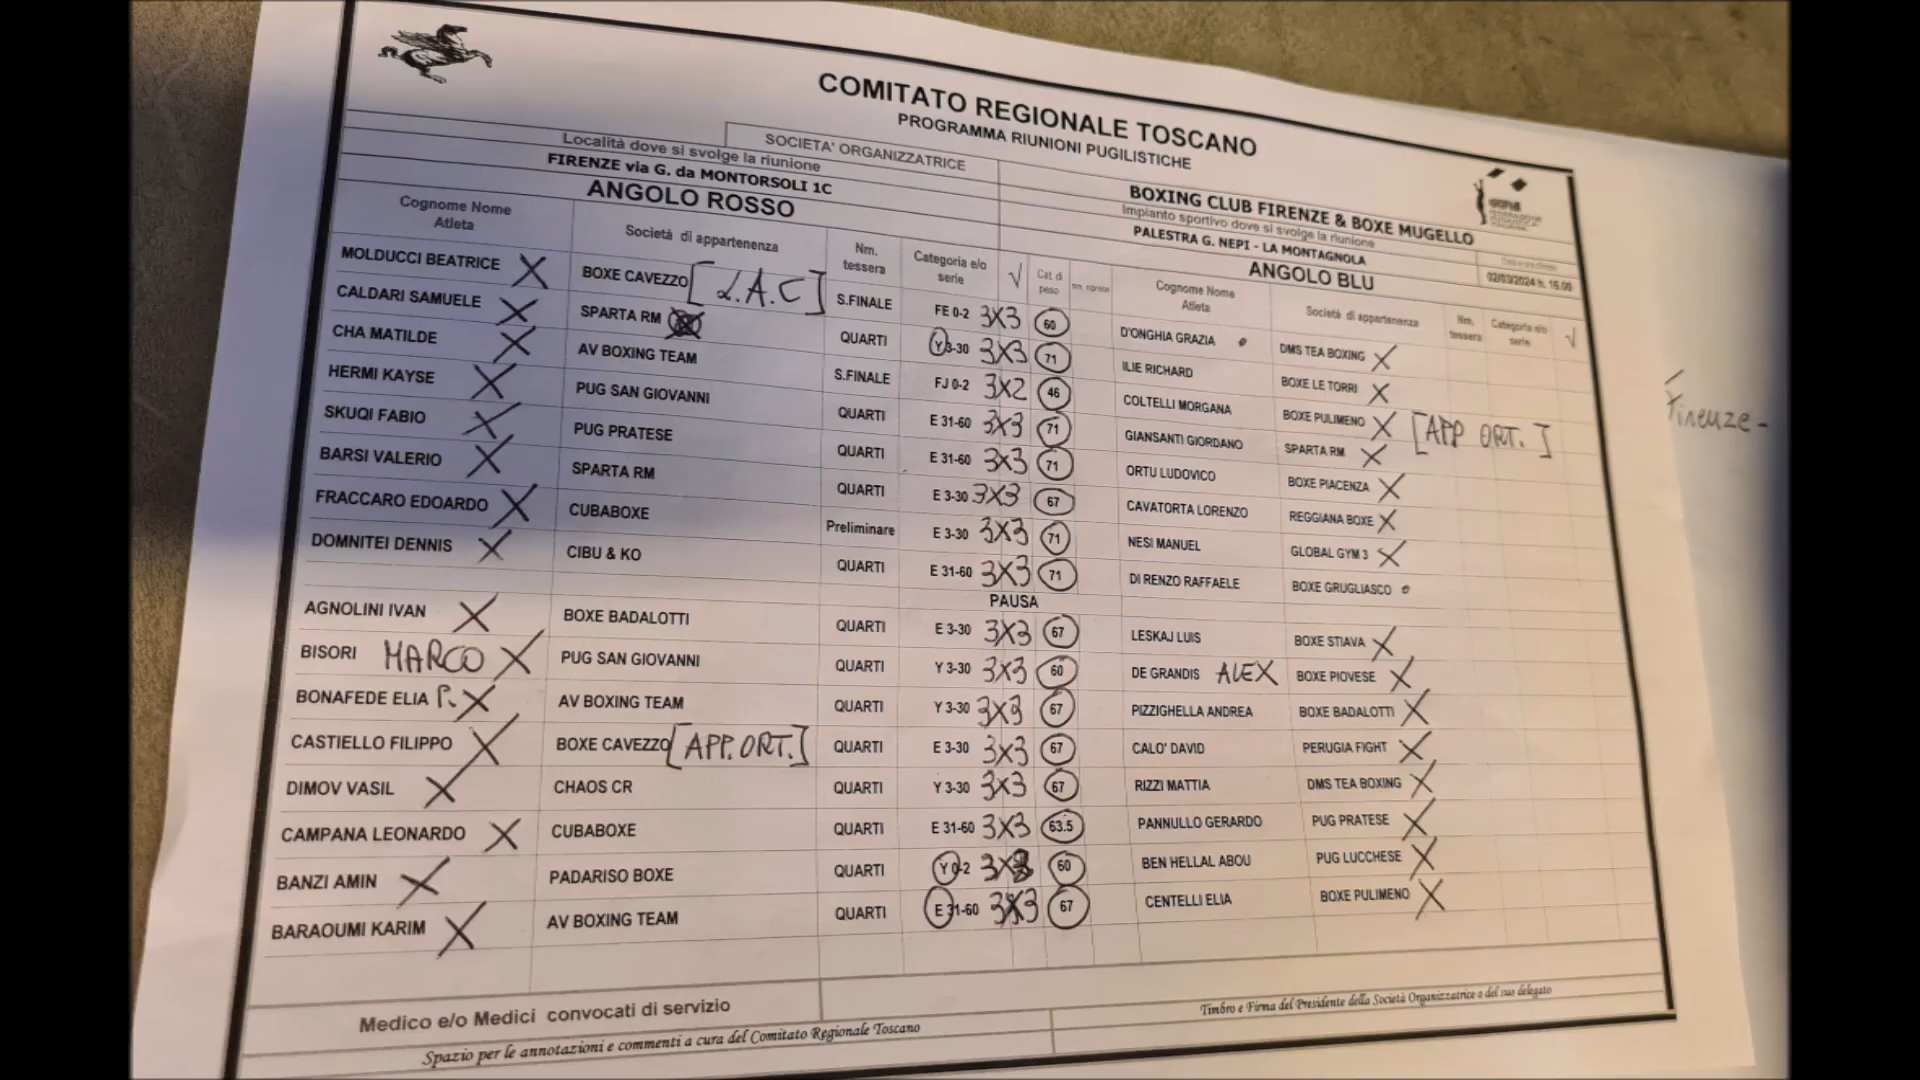 COMITATO REGIONALE TOSCANO
PROGRAMMA RIUNIONI PUGILISTICHE
SOCIETA' ORGANIZZATRICE
BOXING CLUB FIRENZE & BOXE MUGELLO
Località dove si svolge la riunione
Impianto sportivo dove si svolge la riunione
FIRENZE via G. da MONTORSOLI 1C
PALESTRA G. NEPI - LA MONTAGNOLA
02/03/2024 h. 15.00
ANGOLO ROSSO
ANGOLO BLU
Cognome Nome Atleta Società di appartenenza Nm. tessera Categoria e/o serie √ Cat di peso Cognome Nome Atleta Società di appartenenza Nm. tessera Categoria e/o serie √
MOLDUCCI BEATRICE X BOXE CAVEZZO [L.A.C] S.FINALE FE 0-2 3X3 60 D'ONGHIA GRAZIA DMS TEA BOXING X
CALDARI SAMUELE X SPARTA RM QUARTI Y 3-30 3X3 71 ILIE RICHARD BOXE LE TORRI X
CHA MATILDE X AV BOXING TEAM S.FINALE FJ 0-2 3X2 46 COLTELLI MORGANA BOXE PULIMENO X [APP ORT.]
HERMI KAYSE X PUG SAN GIOVANNI QUARTI E 31-60 3X3 71 GIANSANTI GIORDANO SPARTA RM X
SKUQI FABIO X PUG PRATESE QUARTI E 31-60 3X3 71 ORTU LUDOVICO BOXE PIACENZA X
BARSI VALERIO X SPARTA RM QUARTI E 3-30 3X3 67 CAVATORTA LORENZO REGGIANA BOXE X
FRACCARO EDOARDO X CUBABOXE Preliminare E 3-30 3X3 71 NESI MANUEL GLOBAL GYM 3 X
DOMNITEI DENNIS X CIBU & KO QUARTI E 31-60 3X3 71 DI RENZO RAFFAELE BOXE GRUGLIASCO
PAUSA
AGNOLINI IVAN X BOXE BADALOTTI QUARTI E 3-30 3X3 67 LESKAJ LUIS BOXE STIAVA X
BISORI MARCO X PUG SAN GIOVANNI QUARTI Y 3-30 3X3 60 DE GRANDIS ALEX BOXE PIOVESE X
BONAFEDE ELIA P. X AV BOXING TEAM QUARTI Y 3-30 3X3 67 PIZZIGHELLA ANDREA BOXE BADALOTTI X
CASTIELLO FILIPPO X BOXE CAVEZZO [APP. ORT.] QUARTI E 3-30 3X3 67 CALO' DAVID PERUGIA FIGHT X
DIMOV VASIL X CHAOS CR QUARTI Y 3-30 3X3 67 RIZZI MATTIA DMS TEA BOXING X
CAMPANA LEONARDO X CUBABOXE QUARTI E 31-60 3X3 63.5 PANNULLO GERARDO PUG PRATESE X
BANZI AMIN X PADARISO BOXE QUARTI Y 0-2 3X3 60 BEN HELLAL ABOU PUG LUCCHESE X
BARAOUMI KARIM X AV BOXING TEAM QUARTI E 31-60 3X3 67 CENTELLI ELIA BOXE PULIMENO X
Medico e/o Medici convocati di servizio
Timbro e Firma del Presidente della Società Organizzatrice o del suo delegato
Spazio per le annotazioni e commenti a cura del Comitato Regionale Toscano
Firenze -